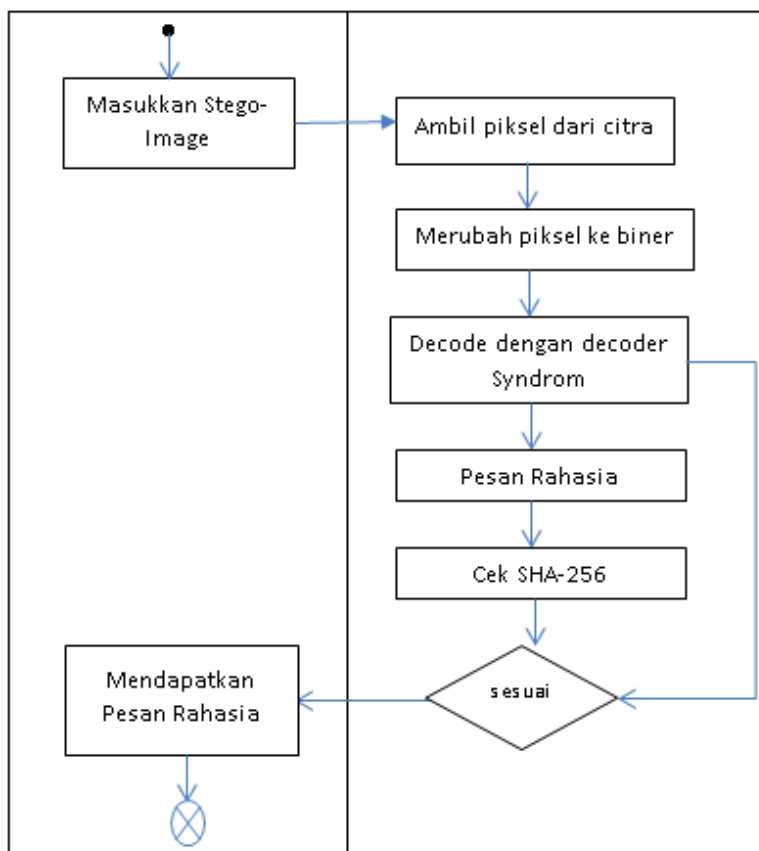 Masukkan Stego-
Image
Ambil piksel dari citra
Merubah piksel ke biner
Decode dengan decoder
Syndrom
Pesan Rahasia
Cek SHA-256
sesuai
Mendapatkan
Pesan Rahasia